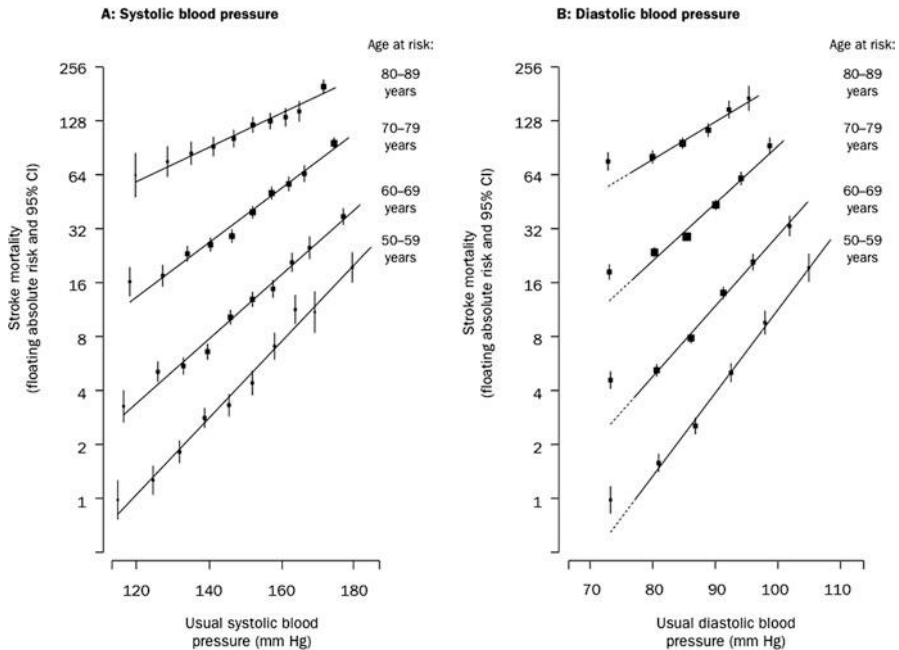 A: Systolic blood pressure
Age at risk:
256
128
64
32
16
8
4
2
1
80–89
years
70–79
years
60–69
years
50–59
years
Stroke mortality
(floating absolute risk and 95% CI)
120
140
160
180
Usual systolic blood
pressure (mm Hg)
B: Diastolic blood pressure
Age at risk:
256
128
64
32
16
8
4
2
1
80–89
years
70–79
years
60–69
years
50–59
years
Stroke mortality
(floating absolute risk and 95% CI)
70
80
90
100
110
Usual diastolic blood
pressure (mm Hg)